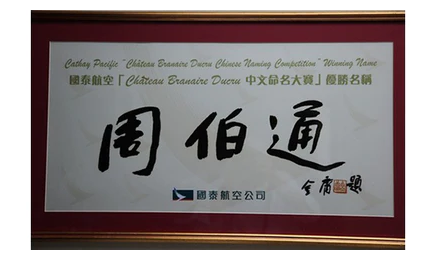 Cathay Pacific "Château Branaire Ducru Chinese Naming Competition" Winning Name
國泰航空「Château Branaire Ducru 中文命名大賽」優勝名稱
周伯通
金庸題
國泰航空公司